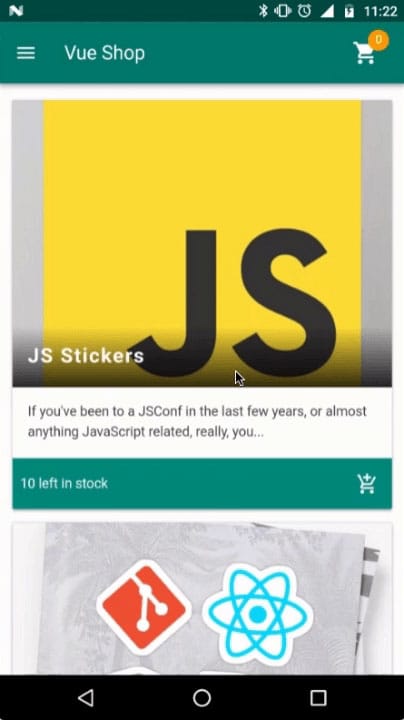 11:22
Vue Shop
0
JS
JS Stickers
If you've been to a JSConf in the last few years, or almost
anything JavaScript related, really, you...
10 left in stock